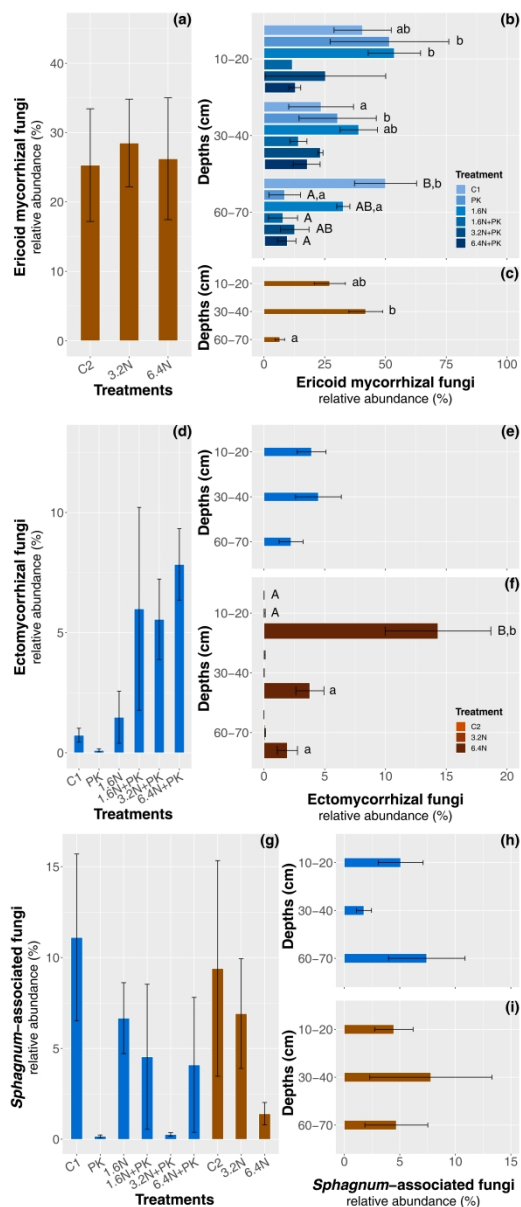 (a)
Ericoid mycorrhizal fungi
relative abundance (%)
40
30
20
10
0
C2
3.2N
6.4N
Treatments
(b)
Depths (cm)
10−20
30−40
60−70
ab
b
b
a
b
ab
B,b
A,a
AB,a
A
AB
A
Treatment
C1
PK
1.6N
1.6N+PK
3.2N+PK
6.4N+PK
(c)
Depths (cm)
10−20
30−40
60−70
ab
b
a
0
25
50
75
100
Ericoid mycorrhizal fungi
relative abundance (%)
(d)
Ectomycorrhizal fungi
relative abundance (%)
10
5
0
C1
PK
1.6N
1.6N+PK
3.2N+PK
6.4N+PK
Treatments
(e)
Depths (cm)
10−20
30−40
60−70
(f)
Depths (cm)
10−20
30−40
60−70
A
A
B,b
a
a
Treatment
C2
3.2N
6.4N
0
5
10
15
20
Ectomycorrhizal fungi
relative abundance (%)
(g)
Sphagnum−associated fungi
relative abundance (%)
15
10
5
0
C1
PK
1.6N
1.6N+PK
3.2N+PK
6.4N+PK
C2
3.2N
6.4N
Treatments
(h)
Depths (cm)
10−20
30−40
60−70
(i)
Depths (cm)
10−20
30−40
60−70
0
5
10
15
Sphagnum−associated fungi
relative abundance (%)